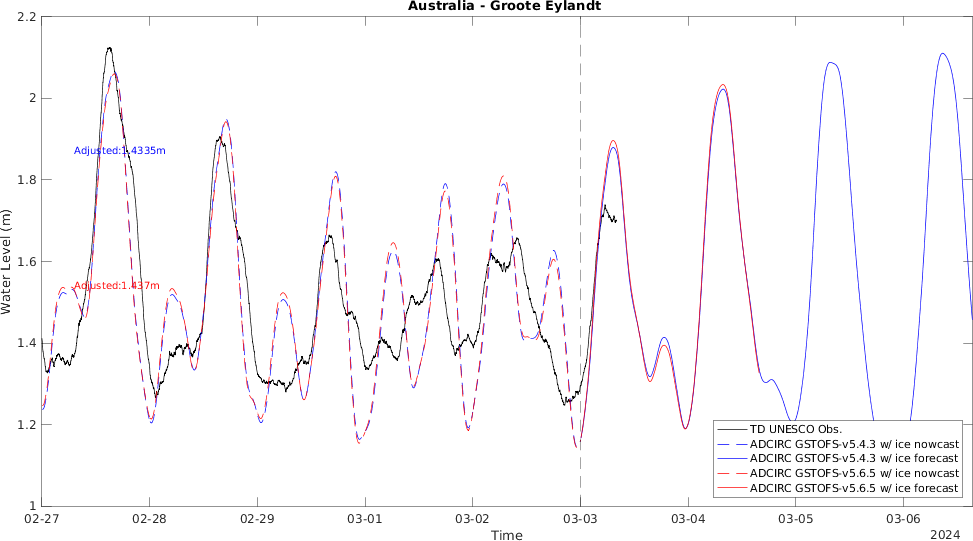 Australia - Groote Eylandt
2.2
2
1.8
1.6
1.4
1.2
1
Water Level (m)
Adjusted:1.4335m
Adjusted:1.437m
TD UNESCO Obs.
ADCIRC GSTOFS-v5.4.3 w/ ice nowcast
ADCIRC GSTOFS-v5.4.3 w/ ice forecast
ADCIRC GSTOFS-v5.6.5 w/ ice nowcast
ADCIRC GSTOFS-v5.6.5 w/ ice forecast
02-27 02-28 02-29 03-01 03-02 03-03 03-04 03-05 03-06
Time
2024